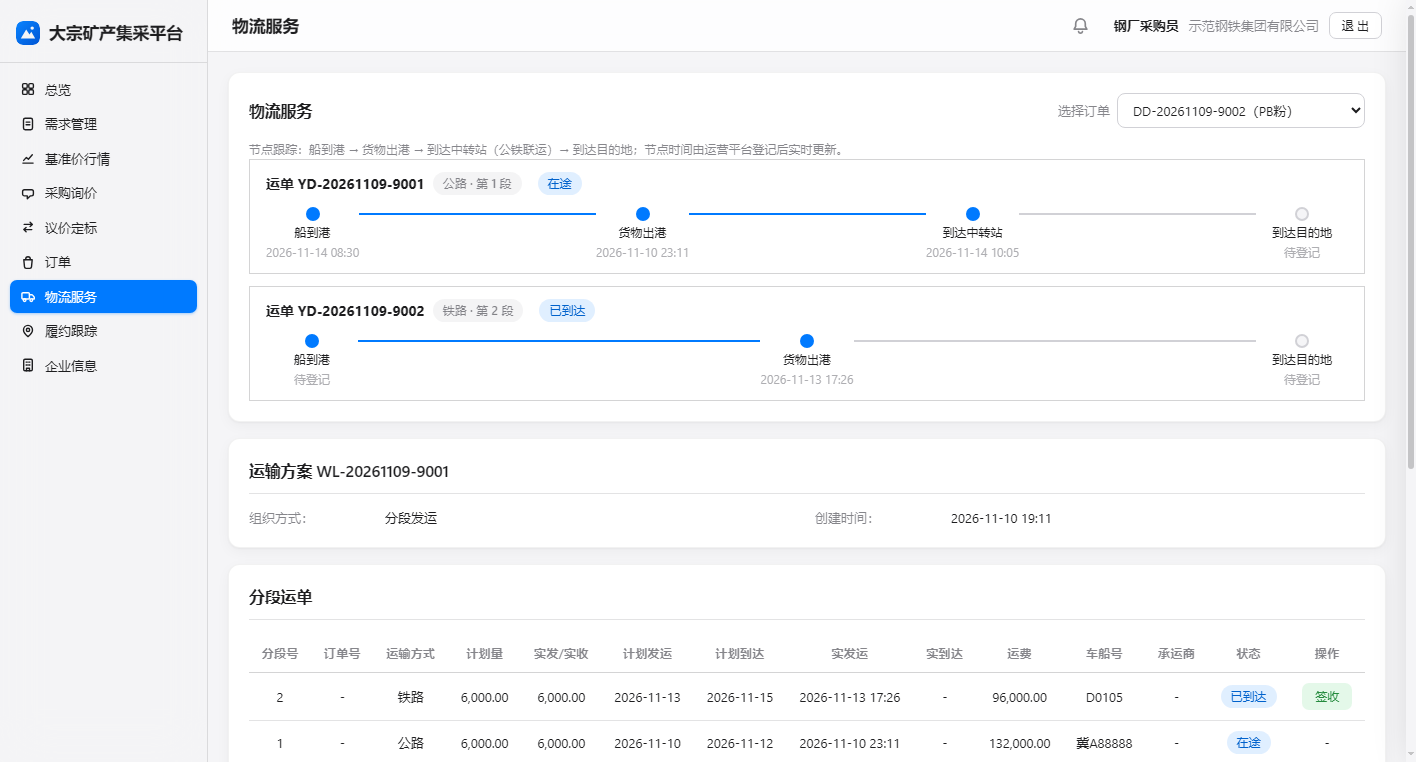 大宗矿产集采平台
总览
需求管理
基准价行情
采购询价
议价定标
订单
物流服务
履约跟踪
企业信息
物流服务
钢厂采购员 示范钢铁集团有限公司 退 出
物流服务
选择订单 DD-20261109-9002（PB粉）
节点跟踪：船到港 → 货物出港 → 到达中转站（公铁联运）→ 到达目的地；节点时间由运营平台登记后实时更新。
运单 YD-20261109-9001 公路 · 第 1 段 在途
船到港 货物出港 到达中转站 到达目的地
2026-11-14 08:30 2026-11-10 23:11 2026-11-14 10:05 待登记
运单 YD-20261109-9002 铁路 · 第 2 段 已到达
船到港 货物出港 到达目的地
待登记 2026-11-13 17:26 待登记
运输方案 WL-20261109-9001
组织方式： 分段发运 创建时间： 2026-11-10 19:11
分段运单
分段号 订单号 运输方式 计划量 实发/实收 计划发运 计划到达 实发运 实到达 运费 车船号 承运商 状态 操作
2 - 铁路 6,000.00 6,000.00 2026-11-13 2026-11-15 2026-11-13 17:26 - 96,000.00 D0105 - 已到达 签收
1 - 公路 6,000.00 6,000.00 2026-11-10 2026-11-12 2026-11-10 23:11 - 132,000.00 冀A88888 - 在途 -